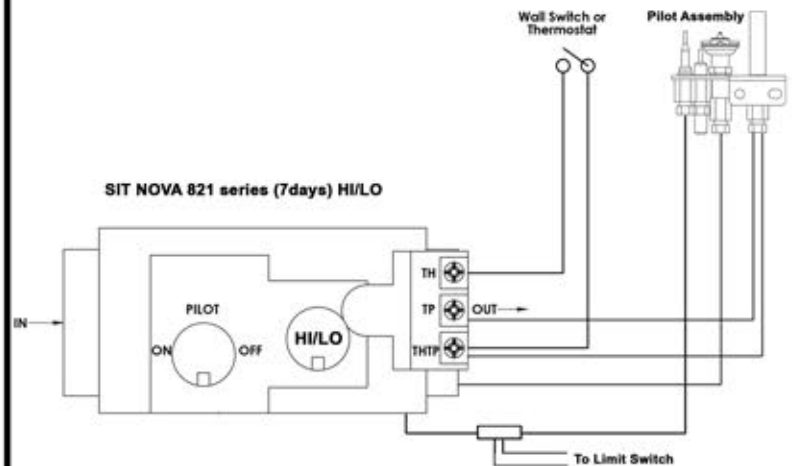 Wall Switch or
Thermostat
Pilot Assembly
SIT NOVA 821 series (7days) HI/LO
TH
TP
OUT
THTP
IN
PILOT
ON
OFF
HI/LO
To Limit Switch